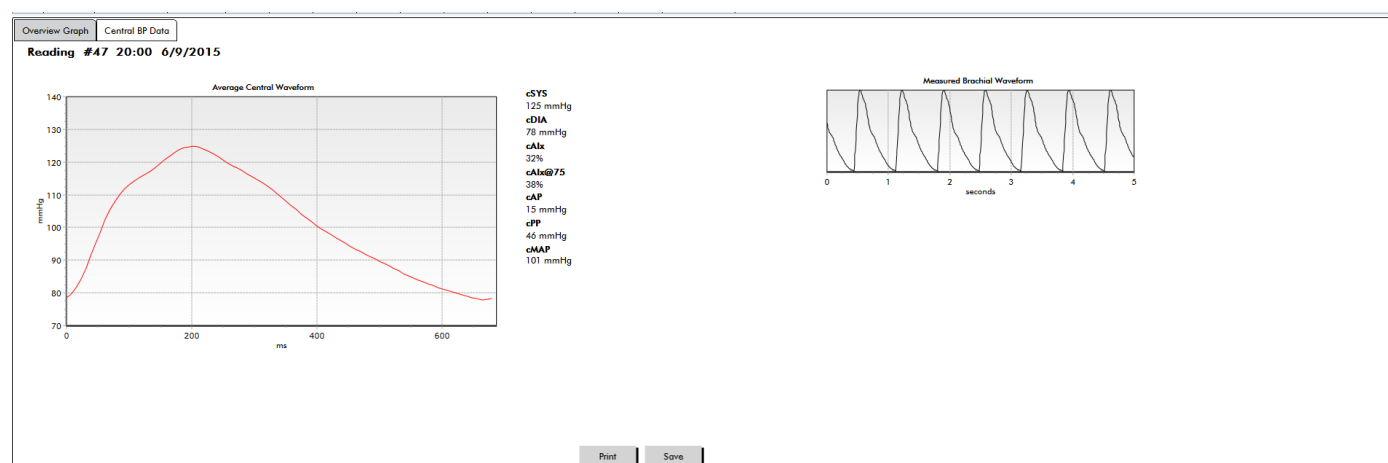 Overview Graph Central BP Data
Reading #47 20:00 6/9/2015
Average Central Waveform
140
130
120
110
100
90
80
70
mmHg
0 200 400 600
ms
cSYS
125 mmHg
cDIA
78 mmHg
cAIx
32%
cAIx@75
38%
cAP
15 mmHg
cPP
46 mmHg
cMAP
101 mmHg
Measured Brachial Waveform
0 1 2 3 4 5
seconds
Print Save